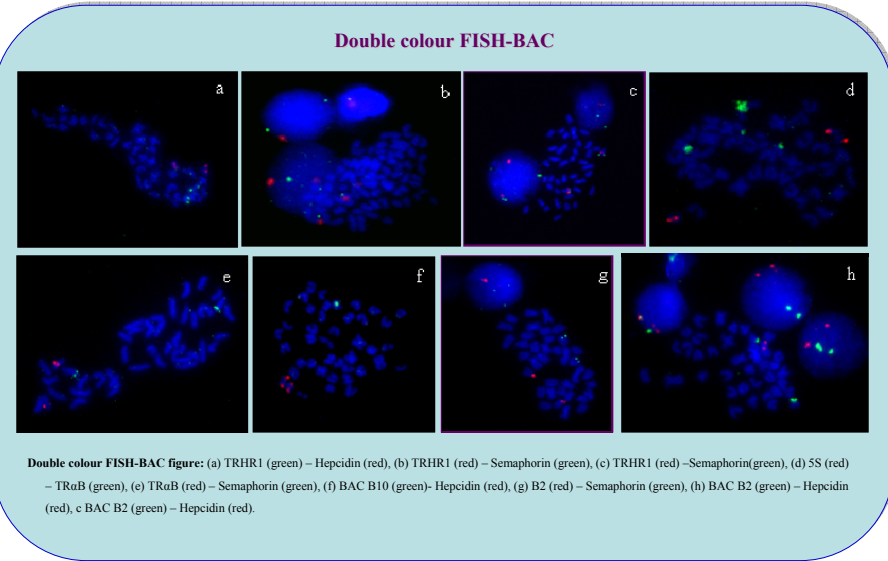 Double colour FISH-BAC
a
b
c
d
e
f
g
h
Double colour FISH-BAC figure: (a) TRHR1 (green) – Hepcidin (red), (b) TRHR1 (red) – Semaphorin (green), (c) TRHR1 (red) –Semaphorin(green), (d) 5S (red)
– TRαB (green), (e) TRαB (red) – Semaphorin (green), (f) BAC B10 (green)- Hepcidin (red), (g) B2 (red) – Semaphorin (green), (h) BAC B2 (green) – Hepcidin
(red), c BAC B2 (green) – Hepcidin (red).